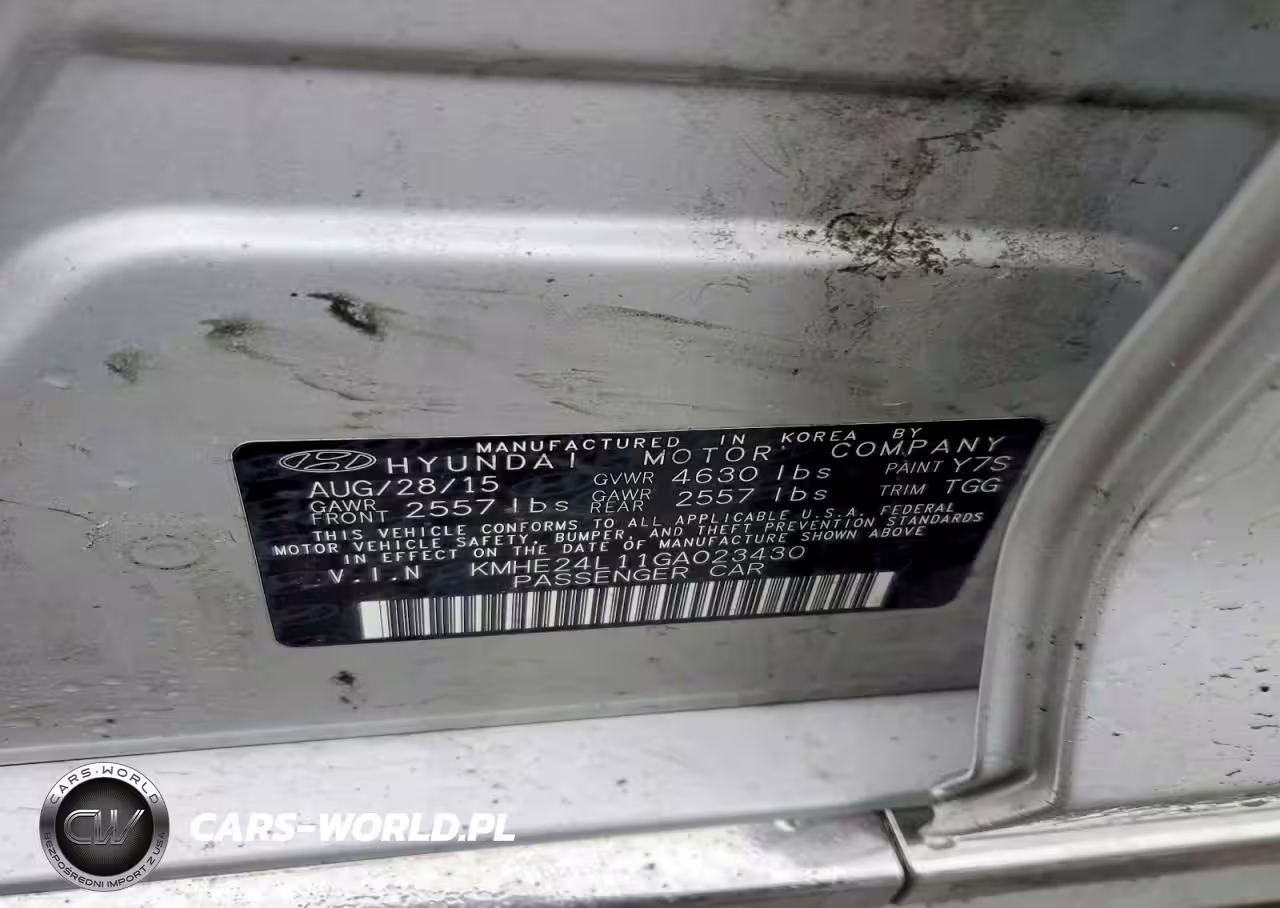 MANUFACTURED IN KOREA BY
HYUNDAI MOTOR COMPANY
AUG/28/15 GVWR 4630 lbs PAINT Y7S
GAWR FRONT 2557 lbs GAWR REAR 2557 lbs TRIM TGG
THIS VEHICLE CONFORMS TO ALL APPLICABLE U.S.A. FEDERAL
MOTOR VEHICLE SAFETY, BUMPER, AND THEFT PREVENTION STANDARDS
IN EFFECT ON THE DATE OF MANUFACTURE SHOWN ABOVE
V.I.N KMHE24L11GA023430
PASSENGER CAR
CARS-WORLD
CW
BEZPOŚREDNI IMPORT Z USA
CARS-WORLD.PL